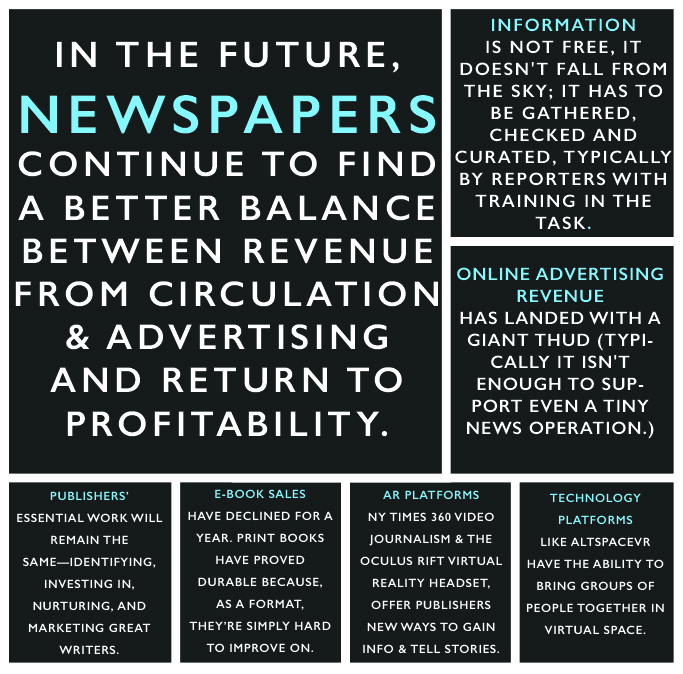 IN THE FUTURE,
NEWSPAPERS
CONTINUE TO FIND
A BETTER BALANCE
BETWEEN REVENUE
FROM CIRCULATION
& ADVERTISING
AND RETURN TO
PROFITABILITY.
INFORMATION
IS NOT FREE, IT
DOESN'T FALL FROM
THE SKY; IT HAS TO
BE GATHERED,
CHECKED AND
CURATED, TYPICALLY
BY REPORTERS WITH
TRAINING IN THE
TASK.
ONLINE ADVERTISING
REVENUE
HAS LANDED WITH A
GIANT THUD (TYPI-
CALLY IT ISN'T
ENOUGH TO SUP-
PORT EVEN A TINY
NEWS OPERATION.)
PUBLISHERS'
ESSENTIAL WORK WILL
REMAIN THE
SAME—IDENTIFYING,
INVESTING IN,
NURTURING, AND
MARKETING GREAT
WRITERS.
E-BOOK SALES
HAVE DECLINED FOR A
YEAR. PRINT BOOKS
HAVE PROVED
DURABLE BECAUSE,
AS A FORMAT,
THEY'RE SIMPLY HARD
TO IMPROVE ON.
AR PLATFORMS
NY TIMES 360 VIDEO
JOURNALISM & THE
OCULUS RIFT VIRTUAL
REALITY HEADSET,
OFFER PUBLISHERS
NEW WAYS TO GAIN
INFO & TELL STORIES.
TECHNOLOGY
PLATFORMS
LIKE ALTSPACEVR
HAVE THE ABILITY TO
BRING GROUPS OF
PEOPLE TOGETHER IN
VIRTUAL SPACE.